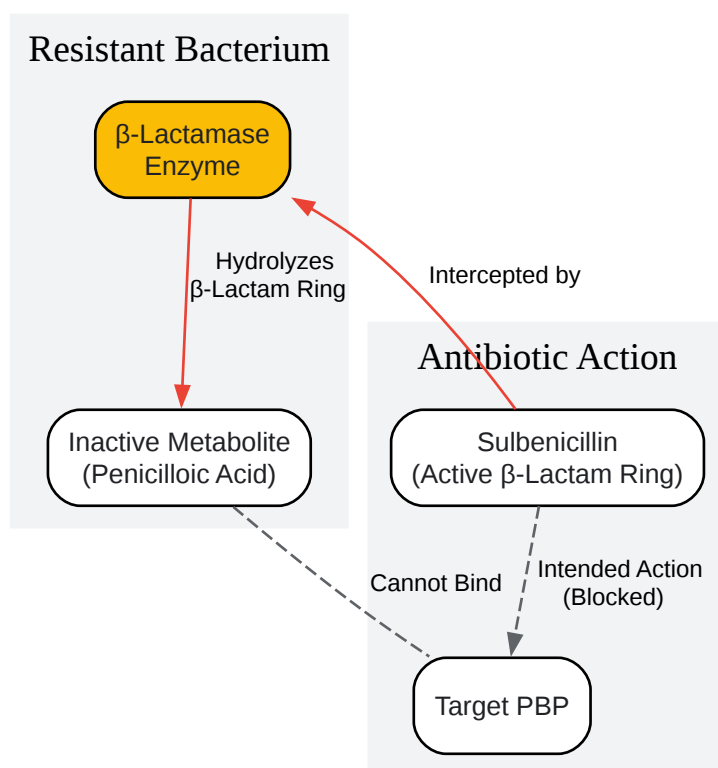 Resistant Bacterium
β-Lactamase
Enzyme
Hydrolyzes
β-Lactam Ring
Intercepted by
Antibiotic Action
Inactive Metabolite
(Penicilloic Acid)
Sulbenicillin
(Active β-Lactam Ring)
Cannot Bind
Intended Action
(Blocked)
Target PBP